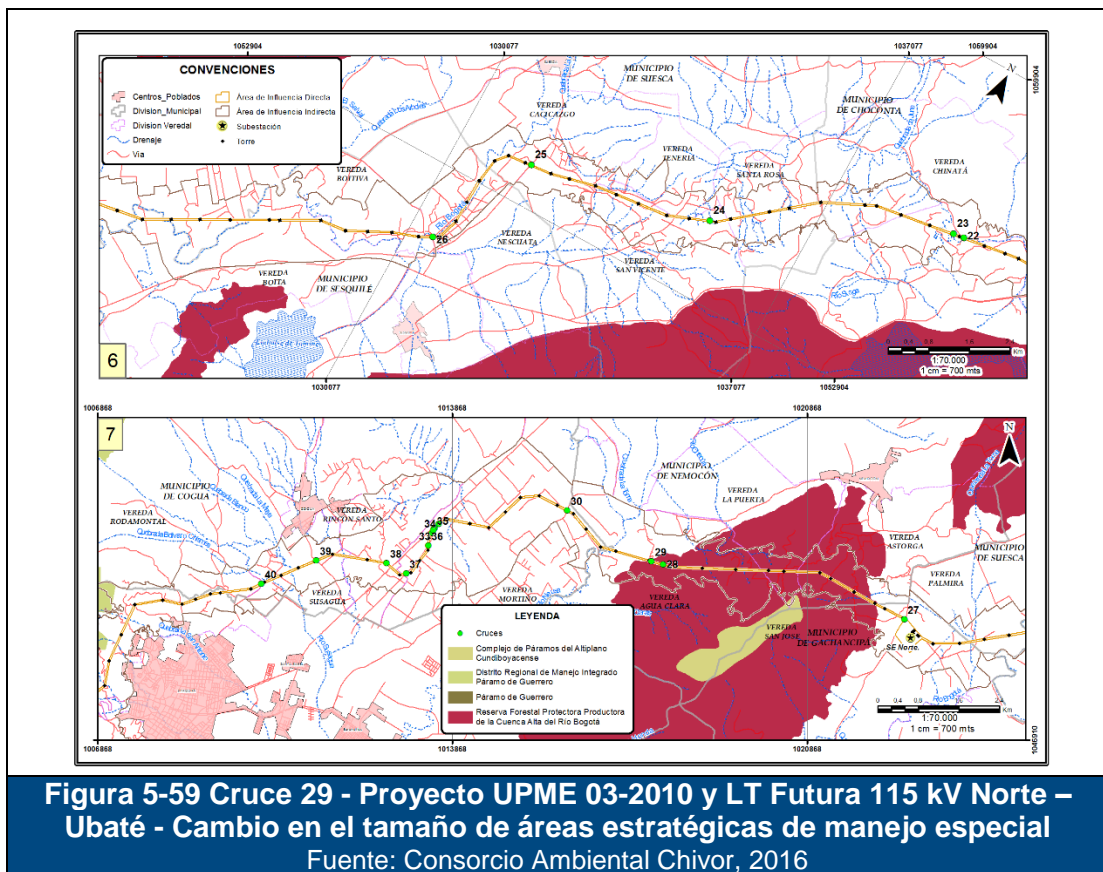 1052904
1030077
1037077
1059904
CONVENCIONES
Centros_Poblados
Division_Municipal
Division Veredal
Drenaje
Via
Área de Influencia Directa
Área de Influencia Indirecta
Subestación
Torre
N
1059904
MUNICIPIO
DE SUESCA
VEREDA
CACICAZGO
MUNICIPIO
DE CHOCONTA
VEREDA
ROITIVA
25
VEREDA
TENERIA
VEREDA
SANTA ROSA
VEREDA
CHINATÁ
24
23
22
Rio Bogotá
26
VEREDA
NESCUATA
VEREDA
SAN VICENTE
VEREDA
ROITA
MUNICIPIO
DE SESQUILÉ
6
1:70.000
1 cm = 700 mts
Km
1030077
1037077
1052904
1006868
1013868
1020868
7
N
MUNICIPIO
DE COGUA
VEREDA
RODAMONTAL
VEREDA
RINCON SANTO
30
MUNICIPIO
DE NEMOCÓN
VEREDA
LA PUERTA
VEREDA
ASTORGA
MUNICIPIO
DE SUESCA
34
35
33
36
39
38
37
40
29
28
VEREDA
PALMIRA
VEREDA
SUSAGUA
VEREDA
MORTIÑO
VEREDA
AGUA CLARA
VEREDA
SAN JOSE
MUNICIPIO
DE GACHANCIPÁ
27
SE Norte
LEYENDA
Cruces
Complejo de Páramos del Altiplano
Cundiboyacense
Distrito Regional de Manejo Integrado
Páramo de Guerrero
Páramo de Guerrero
Reserva Forestal Protectora Productora
de la Cuenca Alta del Río Bogotá
1:70.000
1 cm = 700 mts
Km
1006868
1013868
1020868
1046910
Figura 5-59 Cruce 29 - Proyecto UPME 03-2010 y LT Futura 115 kV Norte –
Ubaté - Cambio en el tamaño de áreas estratégicas de manejo especial
Fuente: Consorcio Ambiental Chivor, 2016